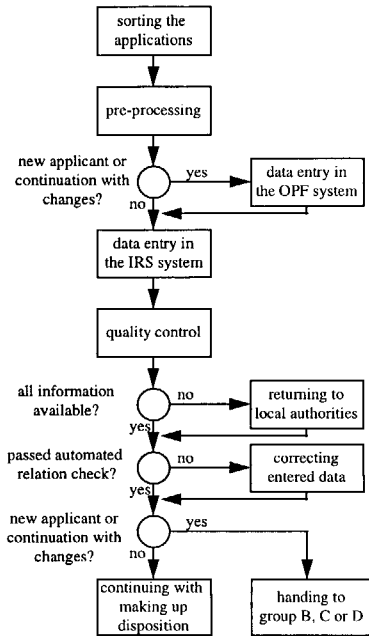 sorting the
applications
pre-processing
new applicant or
continuation with
changes?
yes
no
data entry in
the OPF system
data entry in
the IRS system
quality control
all information
available?
no
yes
returning to
local authorities
passed automated
relation check?
no
yes
correcting
entered data
new applicant or
continuation with
changes?
yes
no
continuing with
making up
disposition
handing to
group B, C or D